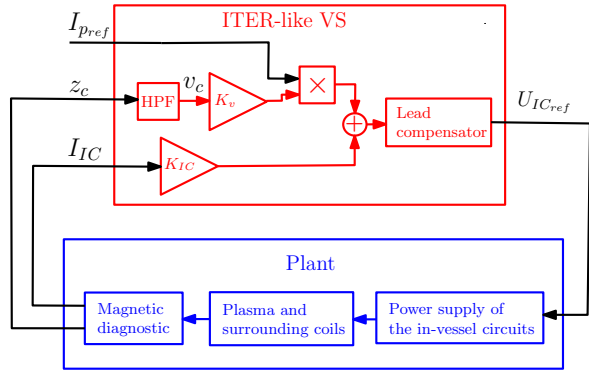 ITER-like VS
I_{p_{ref}}
z_c
HPF
v_c
K_v
×
+
Lead
compensator
U_{IC_{ref}}
I_{IC}
K_{IC}
Plant
Magnetic
diagnostic
Plasma and
surrounding coils
Power supply of
the in-vessel circuits